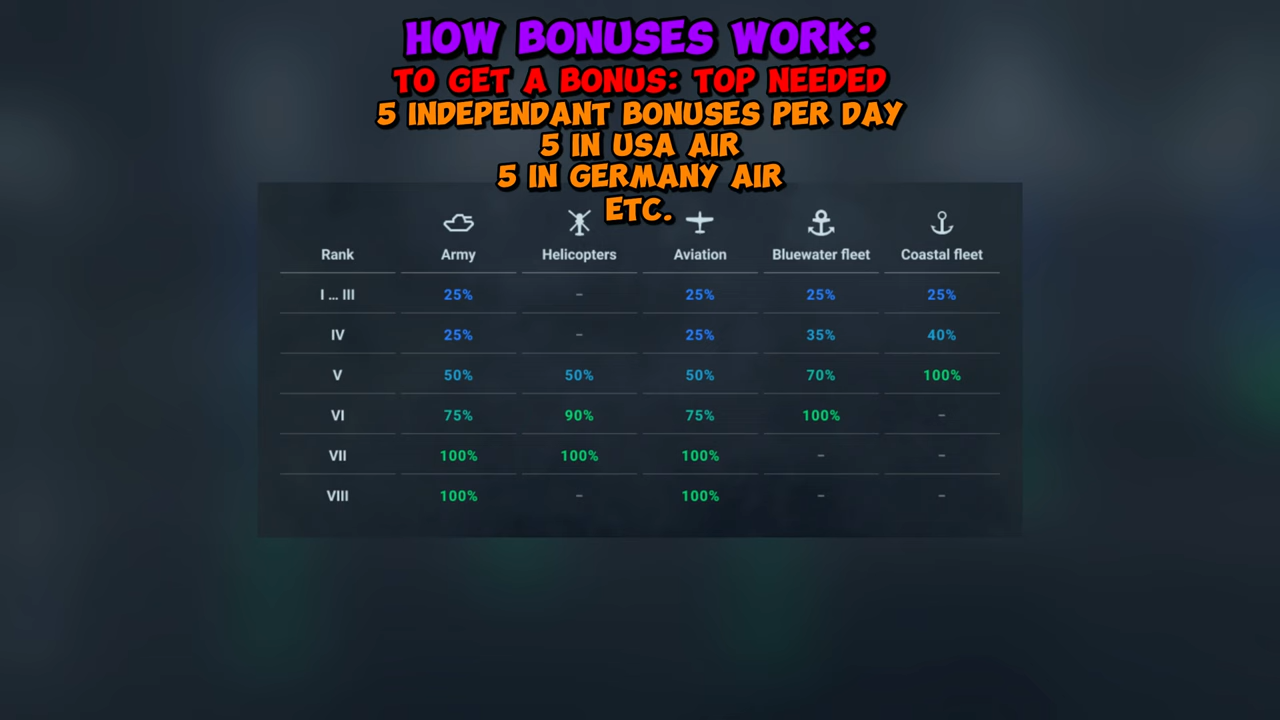 HOW BONUSES WORK:
TO GET A BONUS: TOP NEEDED
5 INDEPENDANT BONUSES PER DAY
5 IN USA AIR
5 IN GERMANY AIR
ETC.
Rank Army Helicopters Aviation Bluewater fleet Coastal fleet
I ... III 25% – 25% 25% 25%
IV 25% – 25% 35% 40%
V 50% 50% 50% 70% 100%
VI 75% 90% 75% 100% –
VII 100% 100% 100% – –
VIII 100% – 100% – –